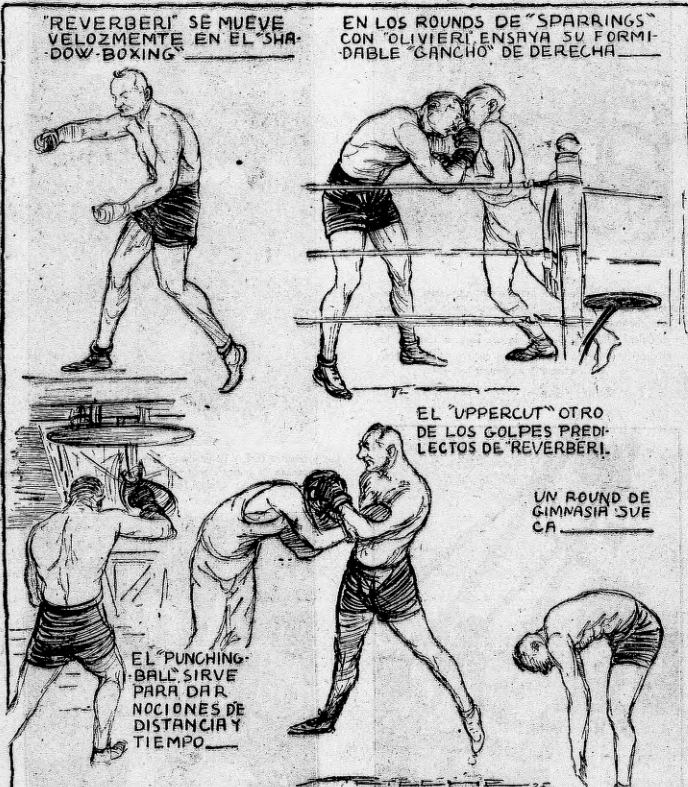 "REVERBERI" SE MUEVE
VELOZMEMTE EN EL "SHA-
-DOW-BOXING"
EN LOS ROUNDS DE "SPARRINGS"
CON "OLIVIERI", ENSAYA SU FORMI-
-DABLE "GANCHO" DE DERECHA
EL "UPPERCUT" OTRO
DE LOS GOLPES PREDI-
LECTOS DE "REVERBERI.
UN ROUND DE
GIMNASIA SUE
CA
EL "PUNCHING-
-BALL" SIRVE
PARA DAR
NOCIONES DE
DISTANCIA Y
TIEMPO